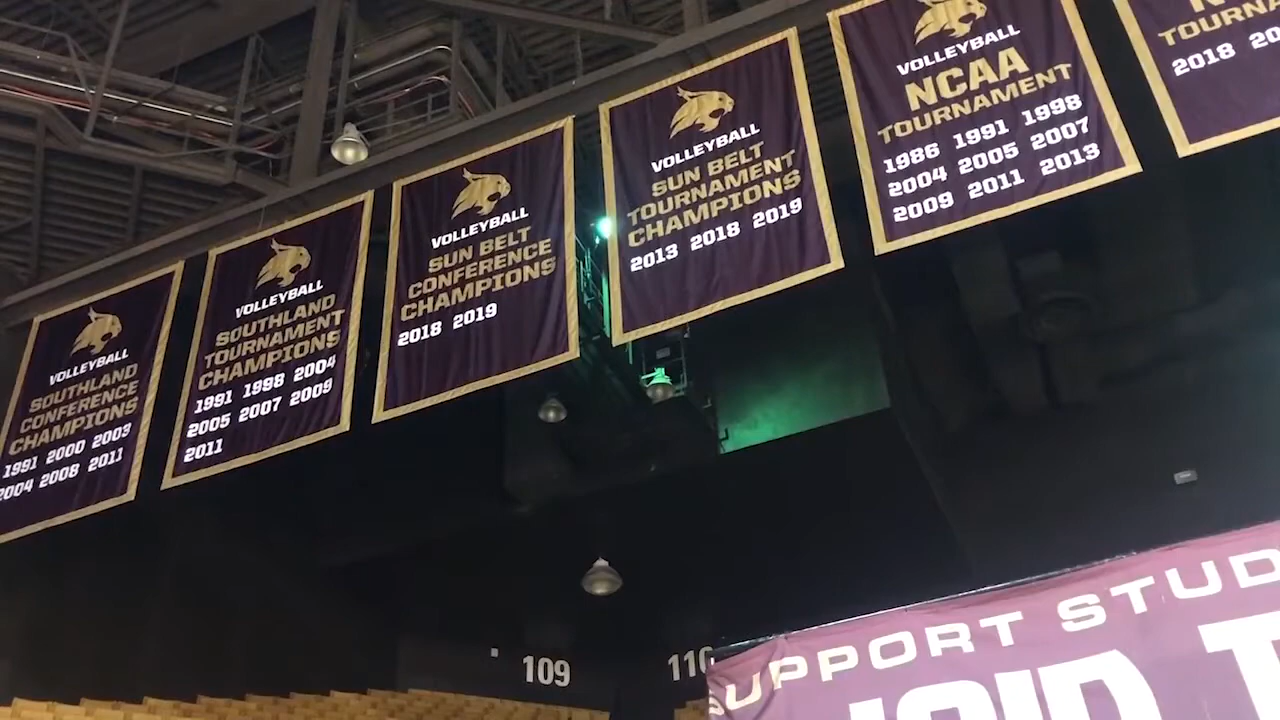 VOLLEYBALL
SOUTHLAND
CONFERENCE
CHAMPIONS
1991 2000 2003
2004 2008 2011
VOLLEYBALL
SOUTHLAND
TOURNAMENT
CHAMPIONS
1991 1998 2004
2005 2007 2009
2011
VOLLEYBALL
SUN BELT
CONFERENCE
CHAMPIONS
2018 2019
VOLLEYBALL
SUN BELT
TOURNAMENT
CHAMPIONS
2013 2018 2019
VOLLEYBALL
NCAA
TOURNAMENT
1986 1991 1998
2004 2005 2007
2009 2011 2013
TOURNA
2018 20
109
110
SUPPORT STUD
JOIN T